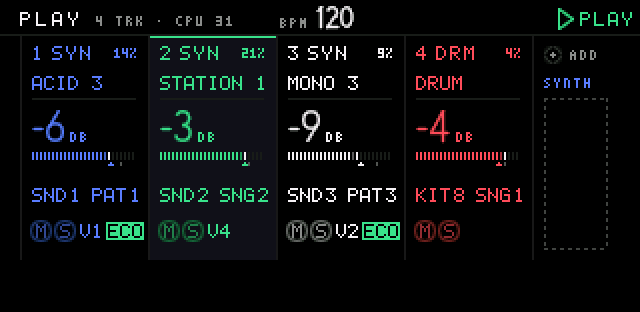 PLAY 4 TRK · CPU 31 BPM 120 PLAY
1 SYN 14% 2 SYN 21% 3 SYN 9% 4 DRM 4% + ADD
ACID 3 STATION 1 MONO 3 DRUM SYNTH
-6 DB -3 DB -9 DB -4 DB
SND1 PAT1 SND2 SNG2 SND3 PAT3 KIT8 SNG1
M S V1 ECO M S V4 M S V2 ECO M S